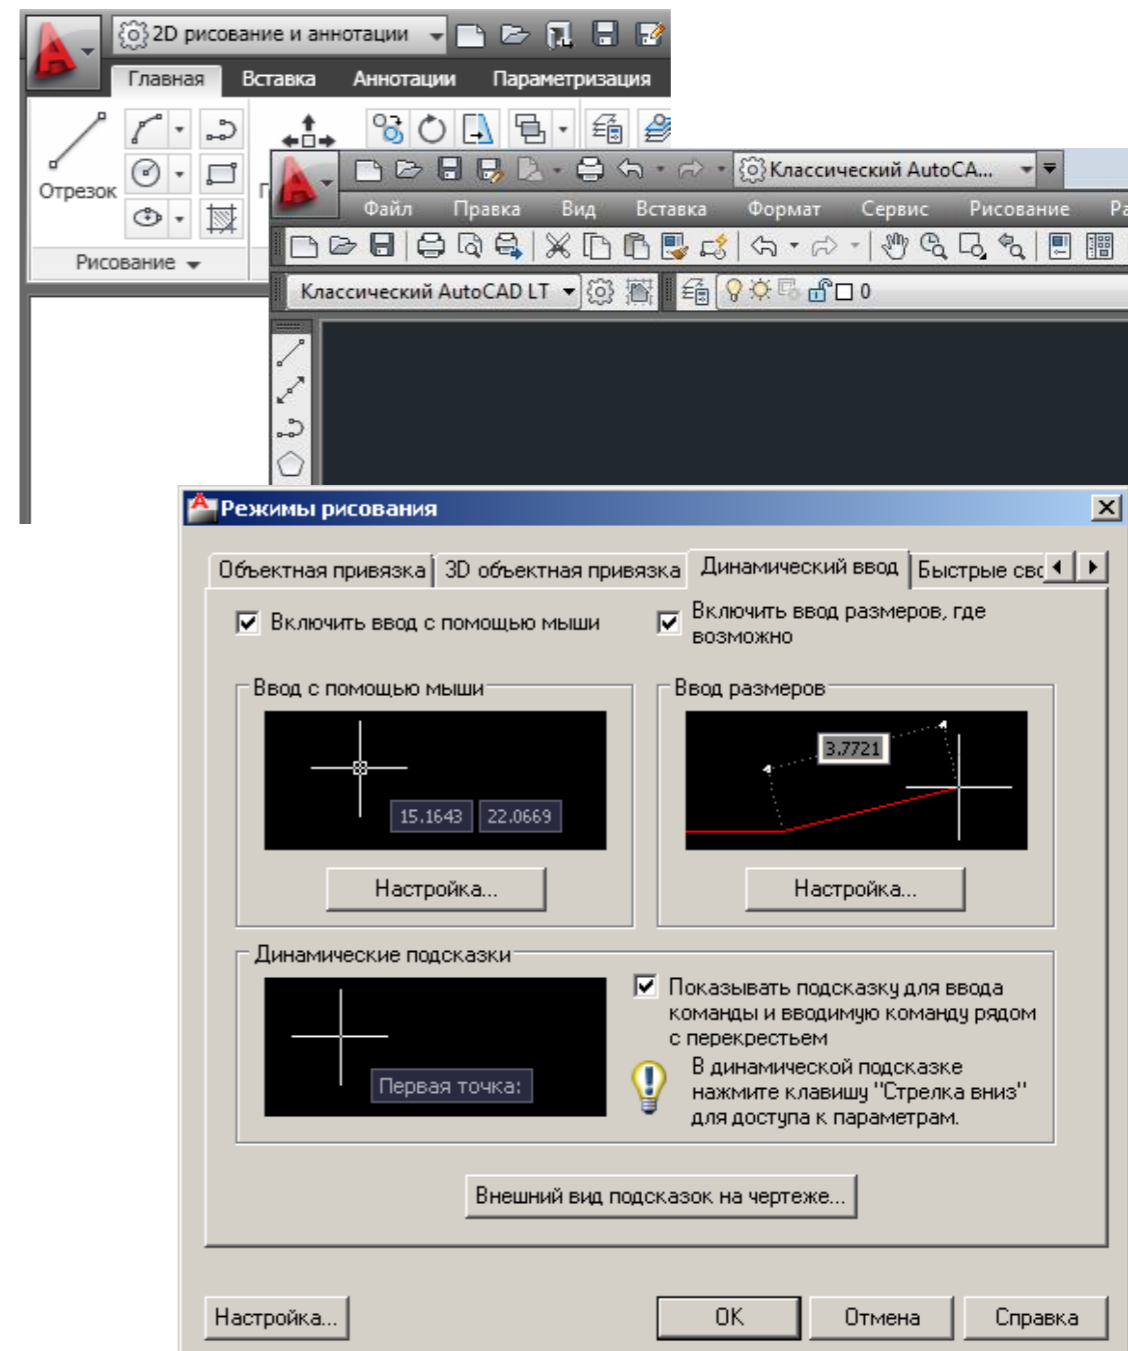 2D рисование и аннотации
Главная Вставка Аннотации Параметризация
Отрезок
Рисование
Классический AutoCA...
Файл Правка Вид Вставка Формат Сервис Рисование
Классический AutoCAD LT 0
Режимы рисования
Объектная привязка 3D объектная привязка Динамический ввод Быстрые
Включить ввод с помощью мыши
Включить ввод размеров, где
возможно
Ввод с помощью мыши
15.1643 22.0669
Настройка...
Ввод размеров
3.7721
Настройка...
Динамические подсказки
Первая точка:
Показывать подсказку для ввода
команды и вводимую команду рядом
с перекрестьем
В динамической подсказке
нажмите клавишу "Стрелка вниз"
для доступа к параметрам.
Внешний вид подсказок на чертеже...
Настройка... OK Отмена Справка